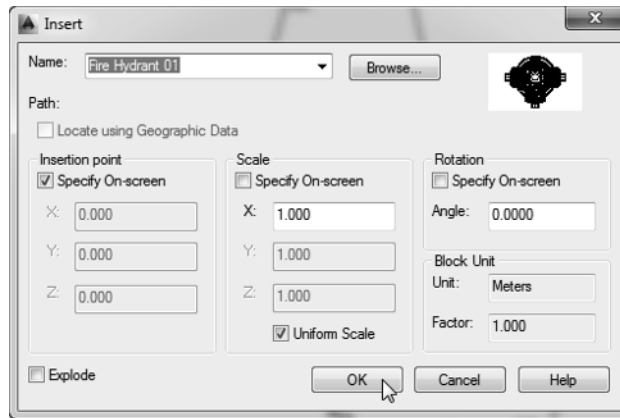 Insert
Name: Fire Hydrant 01 Browse...
Path:
Locate using Geographic Data
Insertion point
Specify On-screen
X: 0.000
Y: 0.000
Z: 0.000
Scale
Specify On-screen
X: 1.000
Y: 1.000
Z: 1.000
Uniform Scale
Rotation
Specify On-screen
Angle: 0.0000
Block Unit
Unit: Meters
Factor: 1.000
Explode
OK Cancel Help